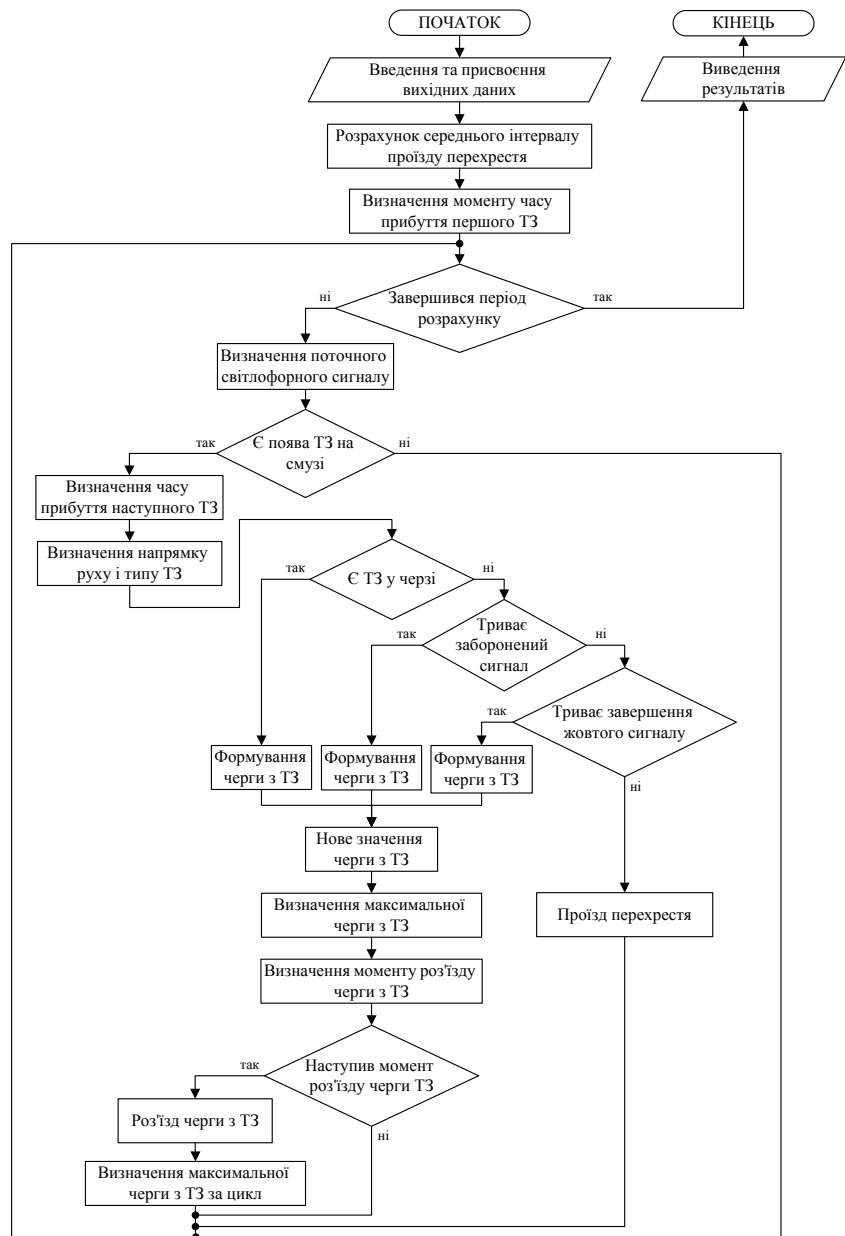 ПОЧАТОК
КІНЕЦЬ
Введення та присвоєння
вихідних даних
Виведення
результатів
Розрахунок середнього інтервалу
проїзду перехрестя
Визначення моменту часу
прибуття першого ТЗ
Завершився період
розрахунку
ні
так
Визначення поточного
світлофорного сигналу
Є поява ТЗ на
смузі
так
ні
Визначення часу
прибуття наступного ТЗ
Визначення напрямку
руху і типу ТЗ
Є ТЗ у черзі
так
ні
Триває
заборонений
сигнал
так
ні
Триває завершення
жовтого сигналу
так
ні
Формування
черги з ТЗ
Формування
черги з ТЗ
Формування
черги з ТЗ
Нове значення
черги з ТЗ
Визначення максимальної
черги з ТЗ
Проїзд перехрестя
Визначення моменту роз'їзду
черги з ТЗ
Наступив момент
роз'їзду черги ТЗ
так
ні
Роз'їзд черги з ТЗ
Визначення максимальної
черги з ТЗ за цикл